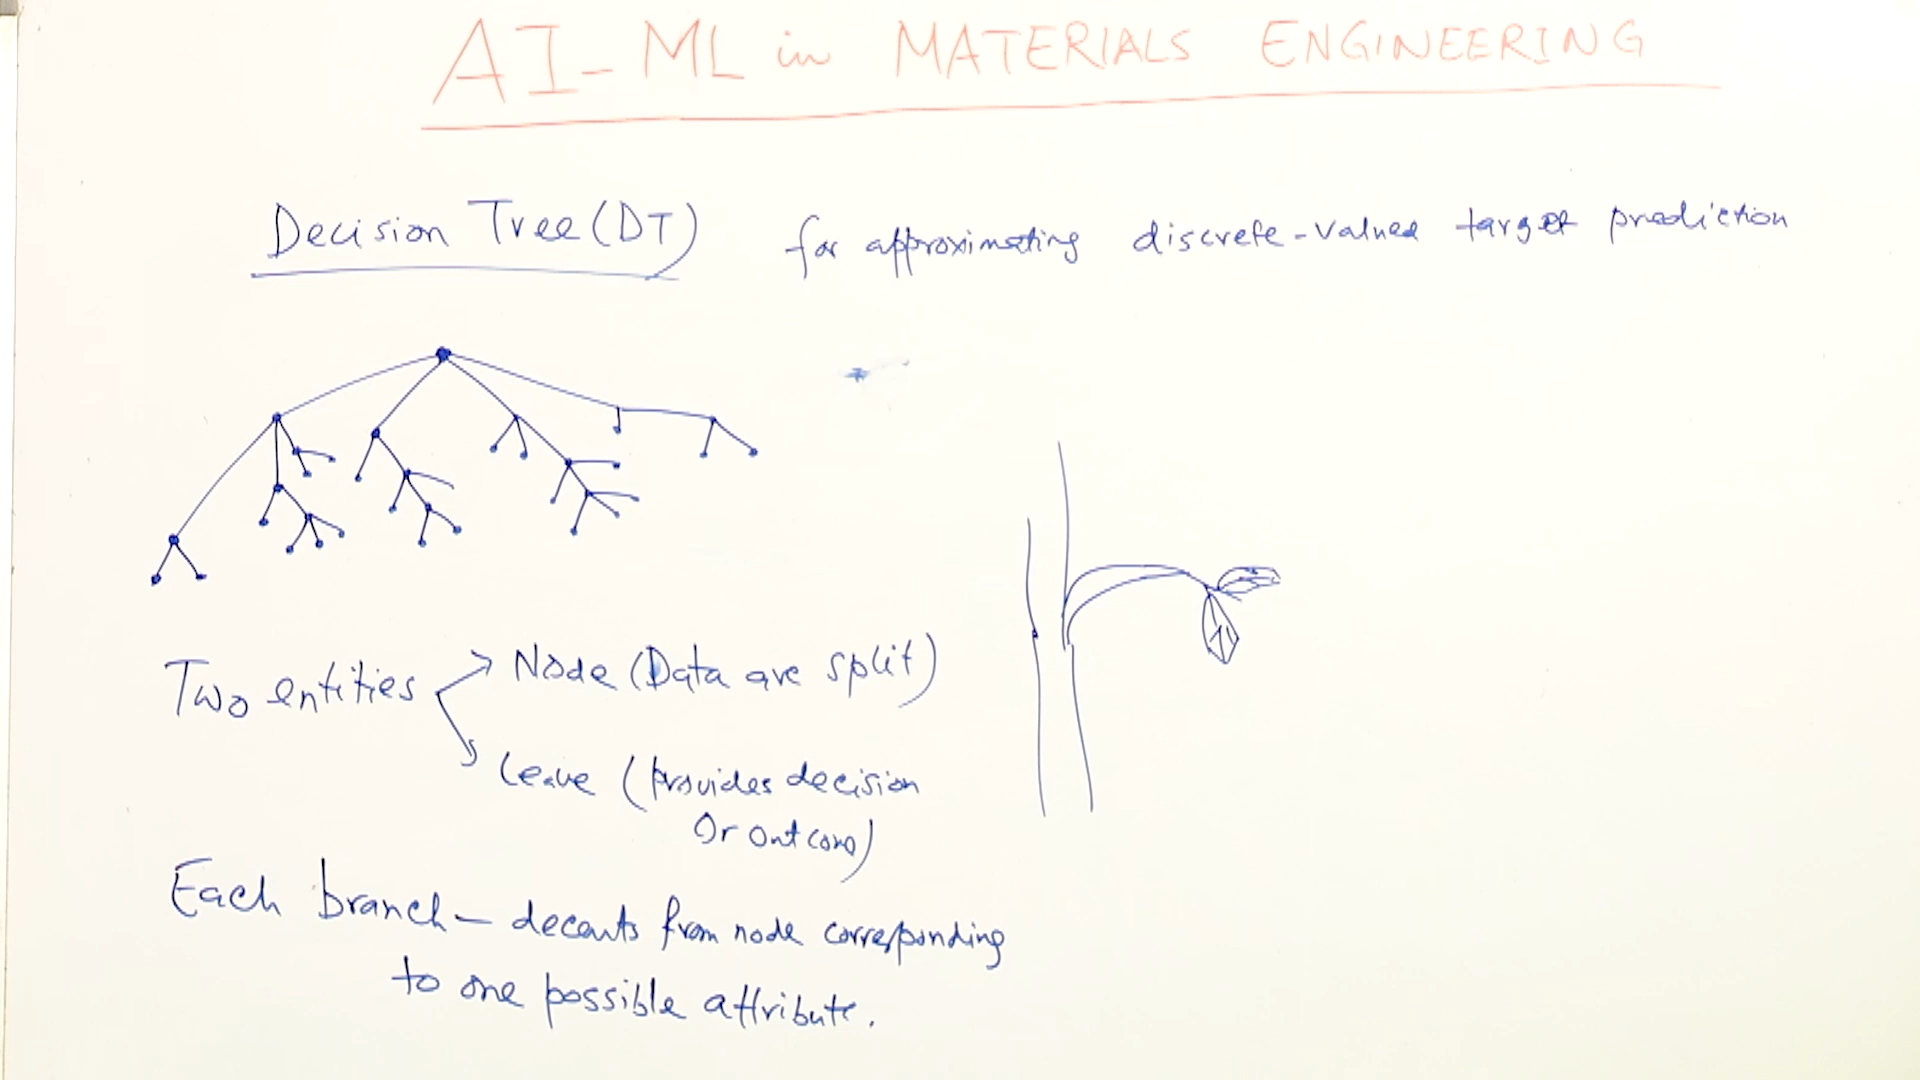 AI-ML in MATERIALS ENGINEERING
Decision Tree (DT) for approximating discrete-valued target prediction
Two entities
Node (Data are split)
Leave (provides decision
Or outcome)
Each branch - decents from node corresponding
to one possible attribute.